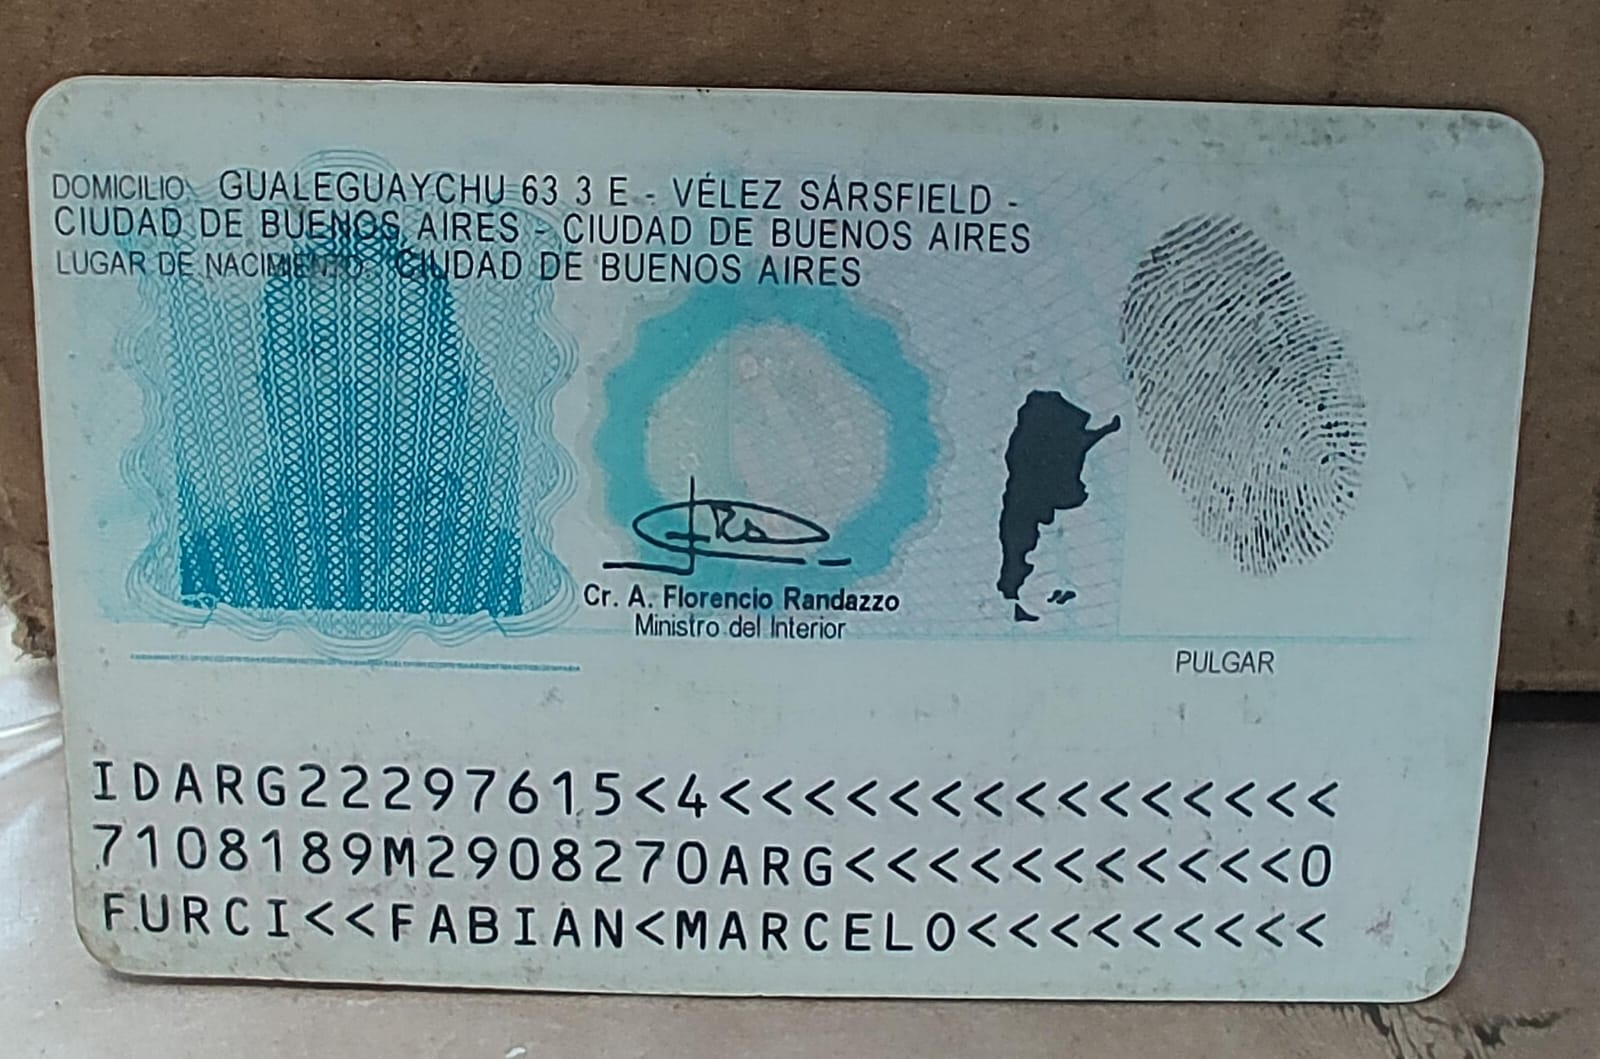 DOMICILIO: GUALEGUAYCHU 63 3 E - VÉLEZ SÁRSFIELD -
CIUDAD DE BUENOS AIRES - CIUDAD DE BUENOS AIRES
LUGAR DE NACIMIENTO: CIUDAD DE BUENOS AIRES
Cr. A. Florencio Randazzo
Ministro del Interior
PULGAR
IDARG22297615<4<<<<<<<<<<<<<<<
7108189M2908270ARG<<<<<<<<<<<0
FURCI<<FABIAN<MARCELO<<<<<<<<<